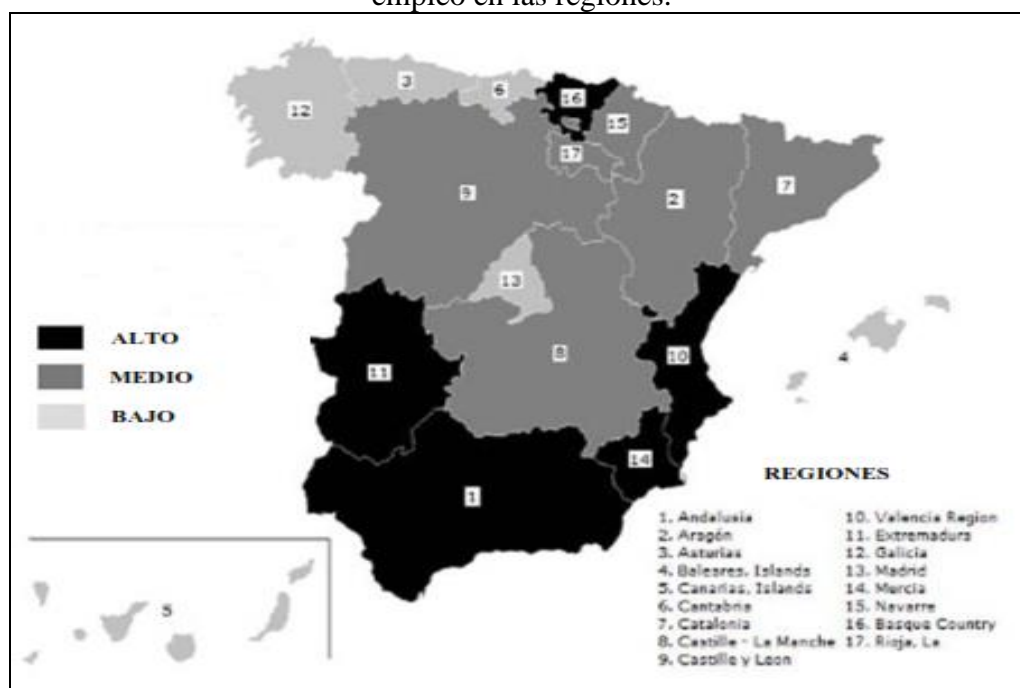 empleo en las regiones.
3
6
16
12
15
17
9
2
7
13
ALTO
MEDIO
BAJO
8
10
4
11
14
1
5
REGIONES
1. Andalusia
2. Aragón
3. Asturias
4. Baleares, Islands
5. Canarias, Islands
6. Cantabria
7. Catalonia
8. Castille - La Manche
9. Castille y Leon
10. Valencia Region
11. Extremadura
12. Galicia
13. Madrid
14. Murcia
15. Navarre
16. Basque Country
17. Rioja, La